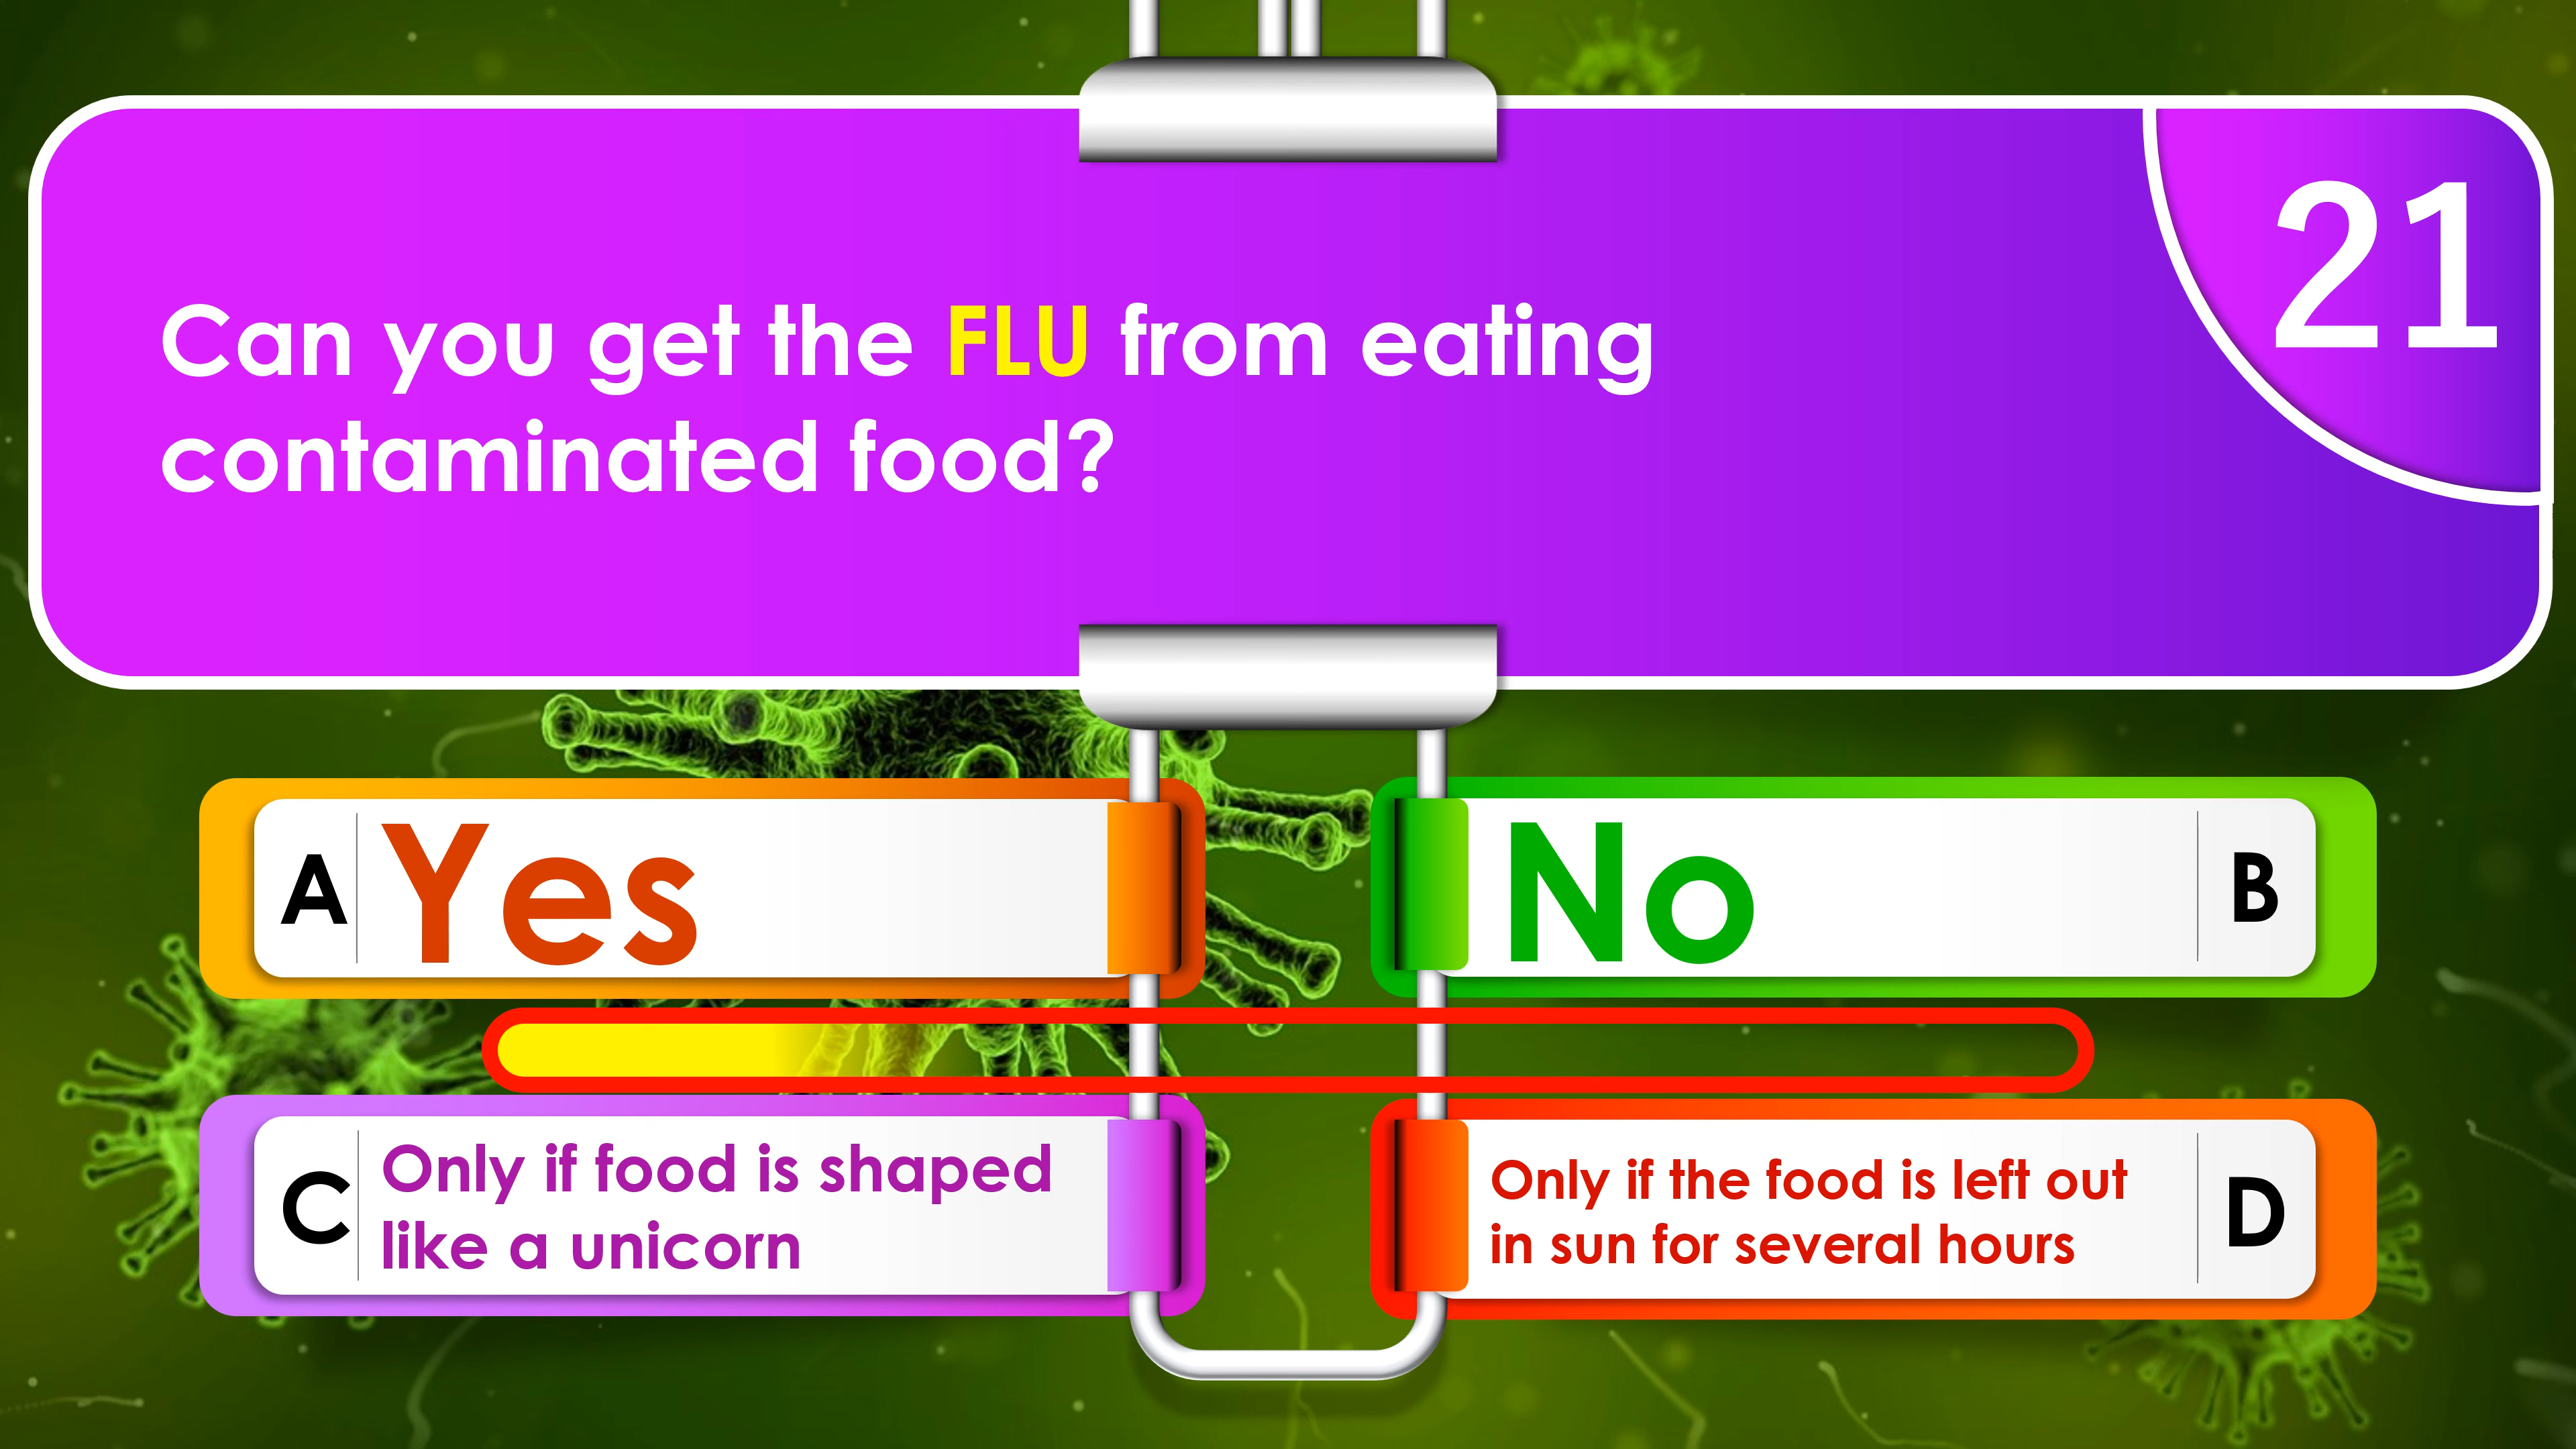 21
Can you get the FLU from eating
contaminated food?
A Yes
No B
C Only if food is shaped
like a unicorn
Only if the food is left out
in sun for several hours
D